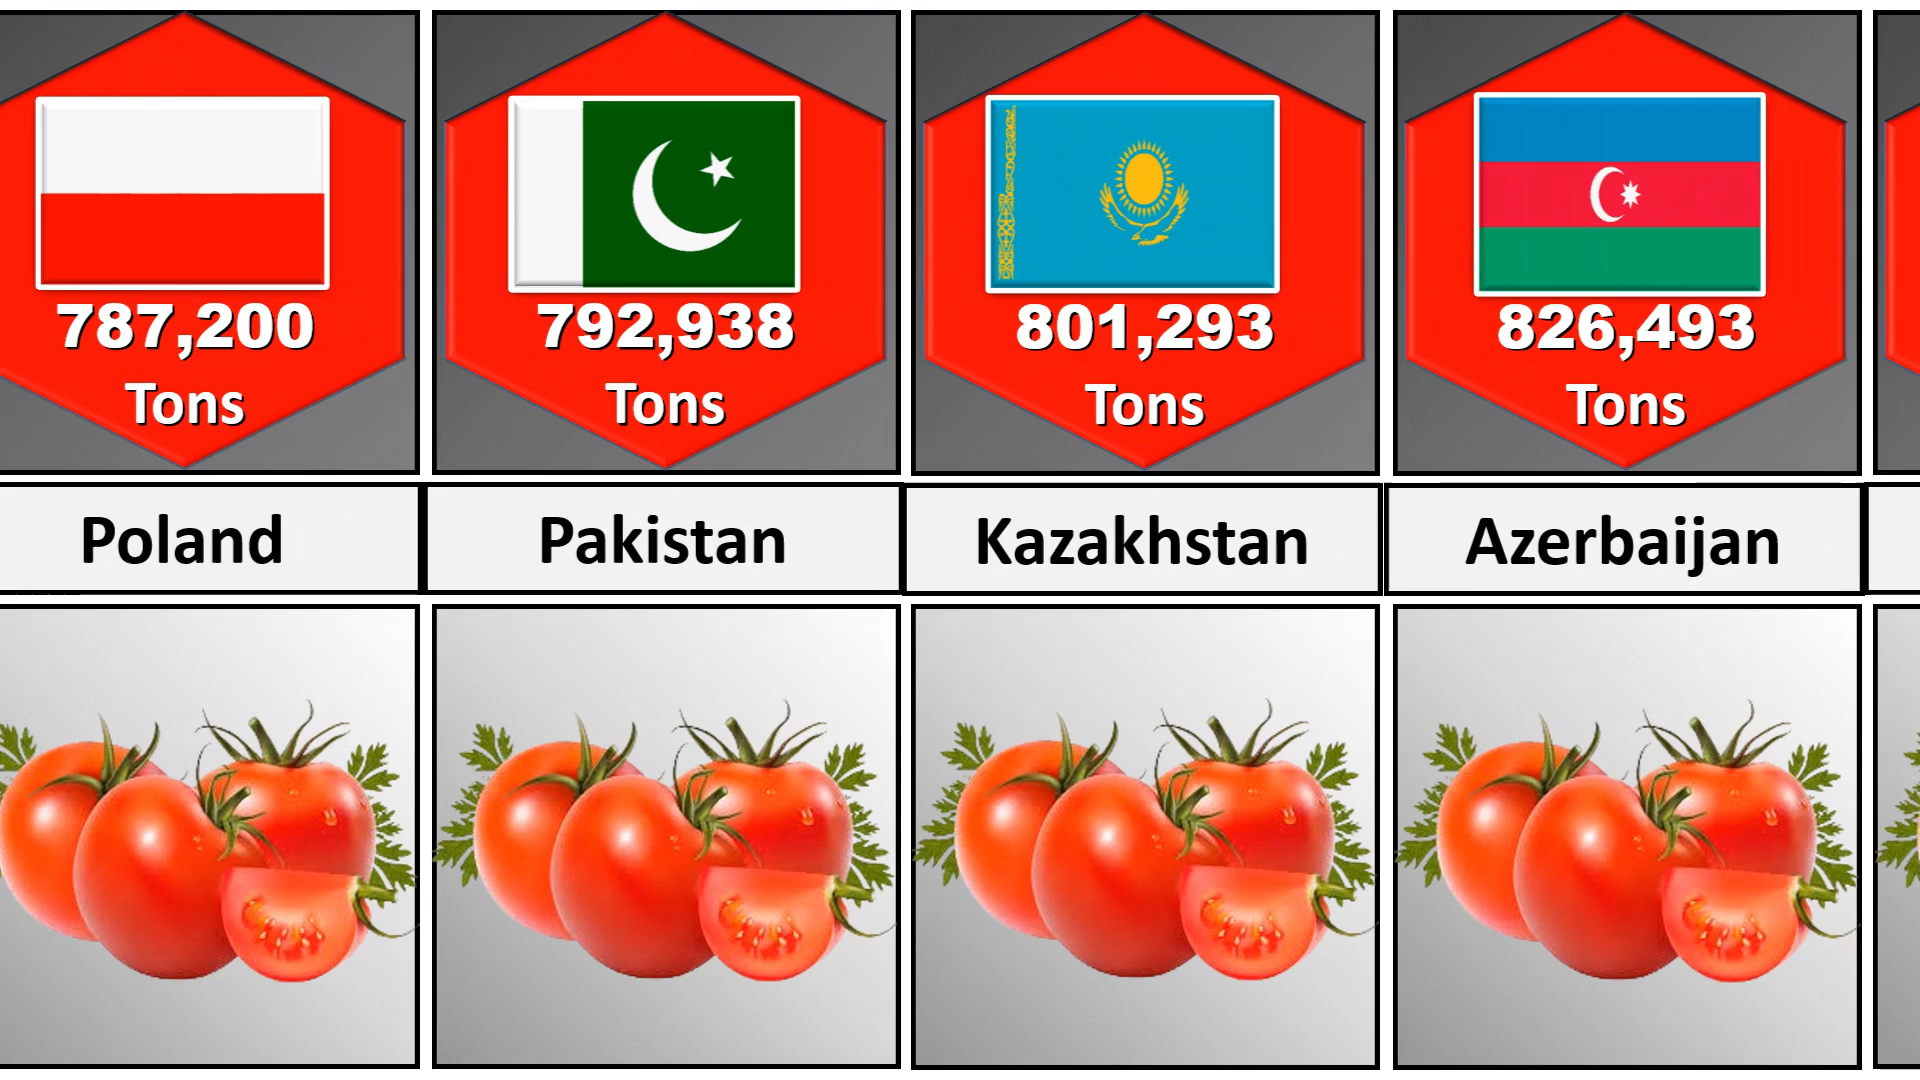 787,200
Tons
792,938
Tons
801,293
Tons
826,493
Tons
Poland
Pakistan
Kazakhstan
Azerbaijan